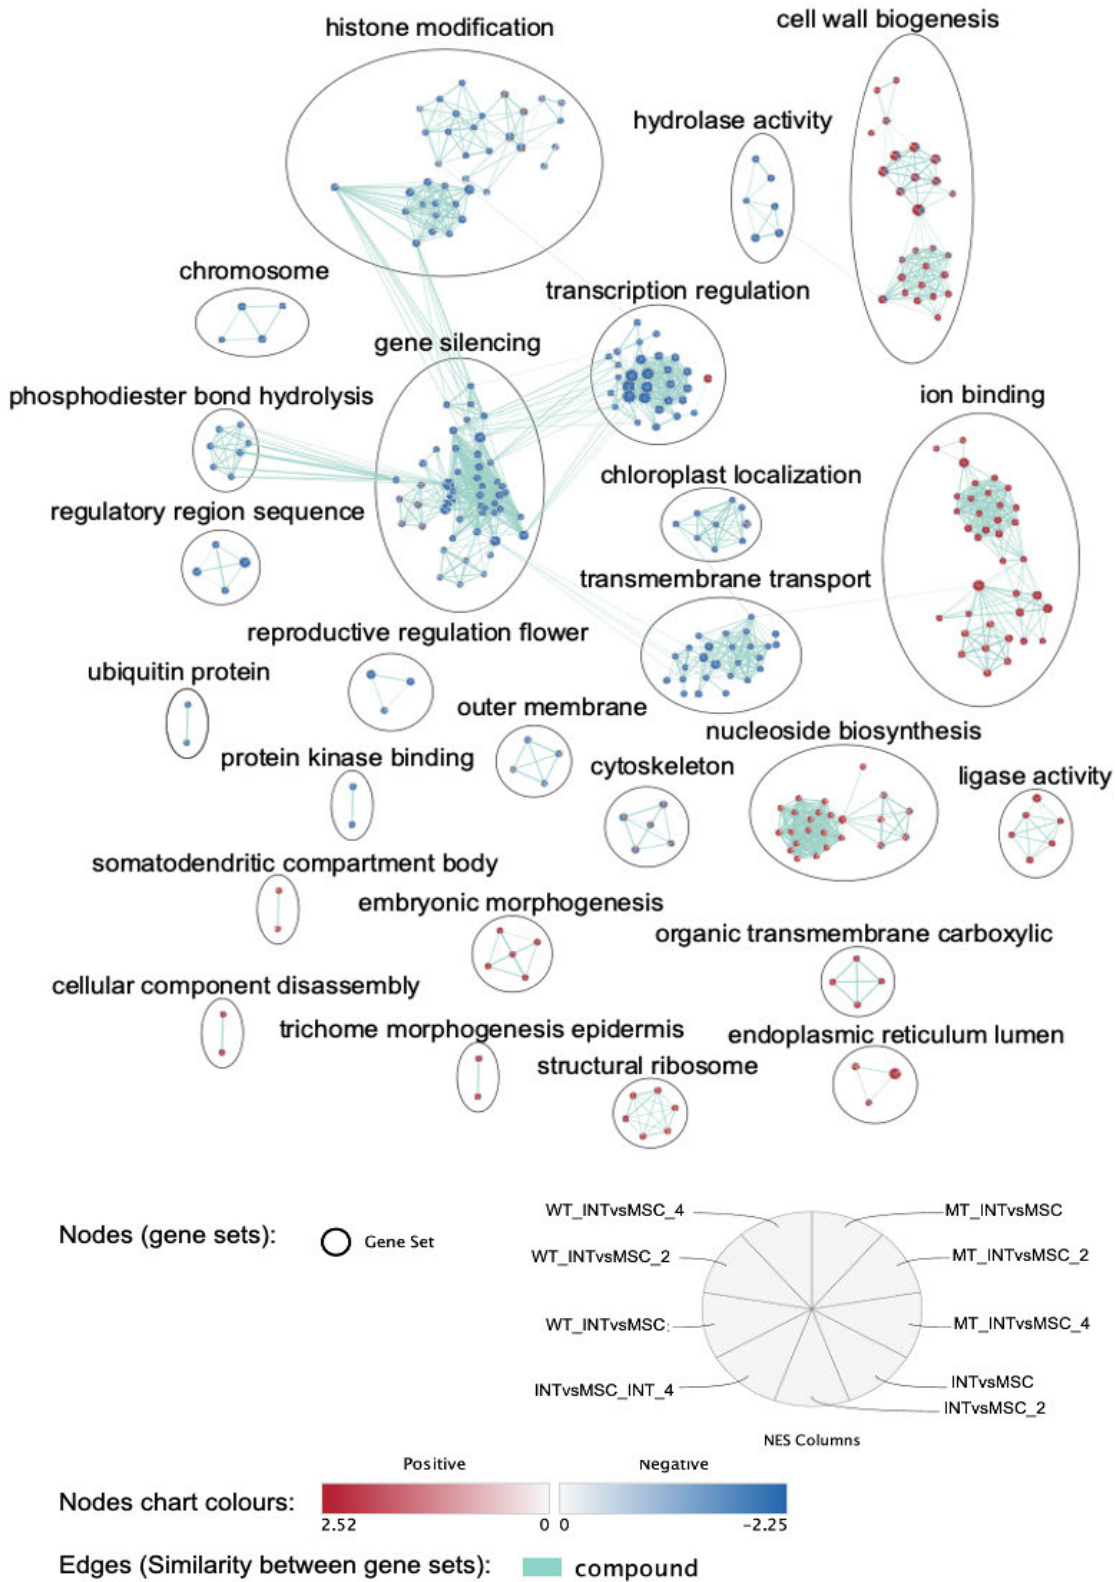 cell wall biogenesis
histone modification
hydrolase activity
chromosome
transcription regulation
gene silencing
phosphodiester bond hydrolysis
ion binding
chloroplast localization
regulatory region sequence
transmembrane transport
reproductive regulation flower
ubiquitin protein
outer membrane
nucleoside biosynthesis
protein kinase binding
cytoskeleton
ligase activity
somatodendritic compartment body
embryonic morphogenesis
organic transmembrane carboxylic
cellular component disassembly
trichome morphogenesis epidermis
endoplasmic reticulum lumen
structural ribosome
Nodes (gene sets):
Gene Set
WT_INTvsMSC_4
MT_INTvsMSC
WT_INTvsMSC_2
MT_INTvsMSC_2
WT_INTvsMSC:
MT_INTvsMSC_4
INTvsMSC_INT_4
INTvsMSC
INTvsMSC_2
NES Columns
Positive
Negative
Nodes chart colours:
2.52
0
0
-2.25
Edges (Similarity between gene sets):
compound